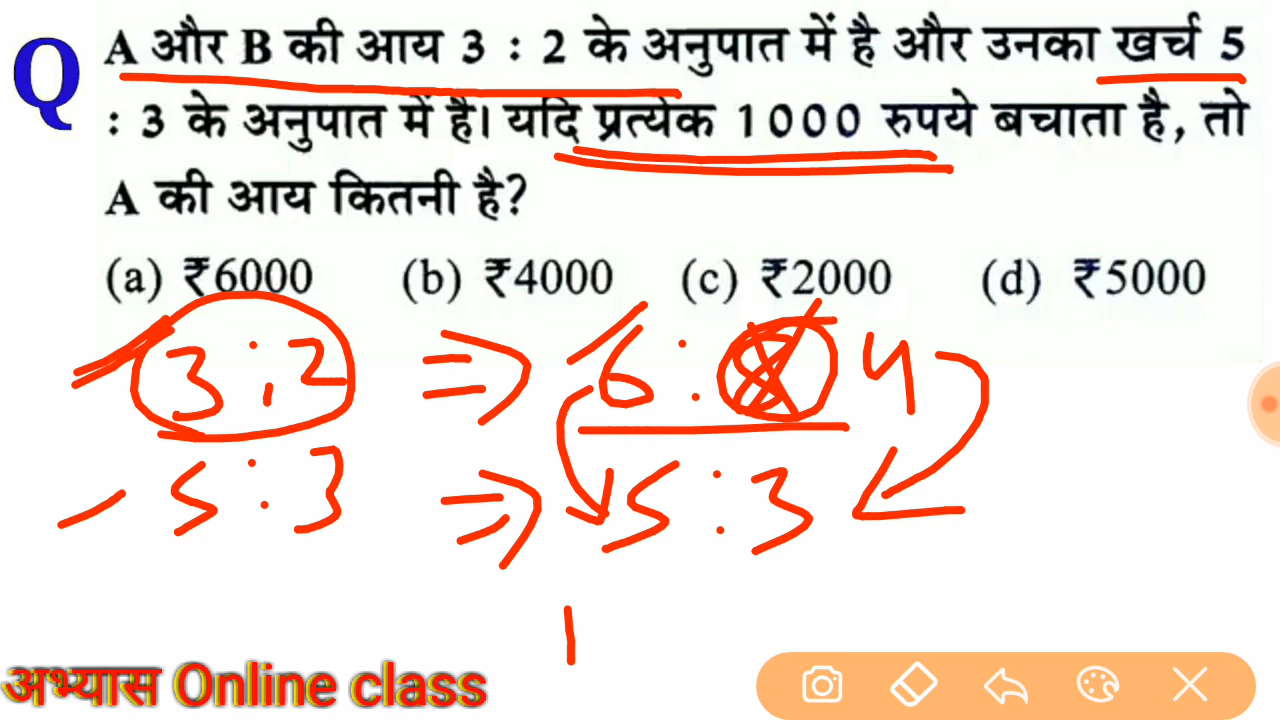 Q A और B की आय 3 : 2 के अनुपात में है और उनका खर्च 5
: 3 के अनुपात में है। यदि प्रत्येक 1000 रुपये बचाता है, तो
A की आय कितनी है?
(a) ₹6000 (b) ₹4000 (c) ₹2000 (d) ₹5000
3 : 2 ⇒ 6 : 4
5 : 3 ⇒ 5 : 3
1
अभ्यास Online class